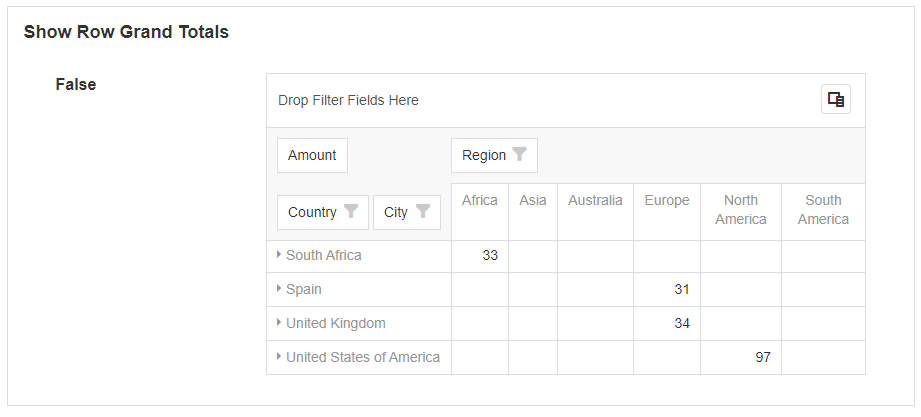 Show Row Grand Totals
False
Drop Filter Fields Here
Amount
Region
Country City
Africa Asia Australia Europe North America South America
South Africa 33
Spain 31
United Kingdom 34
United States of America 97